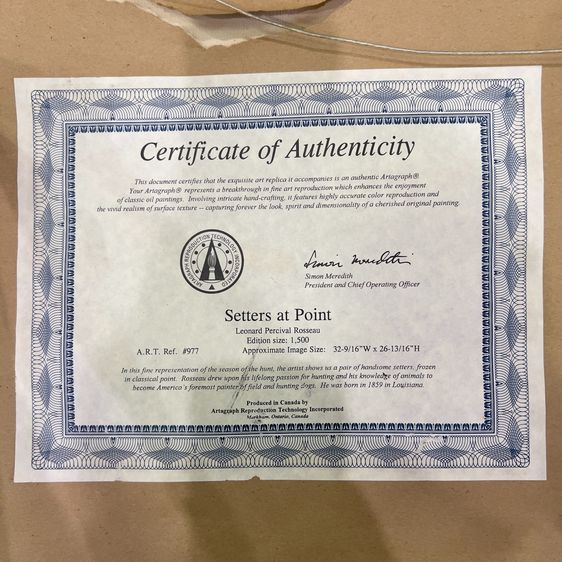 Certificate of Authenticity
This document certifies that the exquisite art replica it accompanies is an authentic Artagraph®
Your Artagraph® represents a breakthrough in fine art reproduction which enhances the enjoyment
of classic oil paintings. Involving intricate hand-crafting, it features highly accurate color reproduction and
the vivid realism of surface texture -- capturing forever the look, spirit and dimensionality of a cherished original painting.
ARTAGRAPH REPRODUCTION TECHNOLOGY INCORPORATED
Simon Meredith
Simon Meredith
President and Chief Operating Officer
Setters at Point
Leonard Percival Rosseau
Edition size: 1,500
A.R.T. Ref. #977 Approximate Image Size: 32-9/16"W x 26-13/16"H
In this fine representation of the season of the hunt, the artist shows us a pair of handsome setters, frozen
in classical point. Rosseau drew upon his lifelong passion for hunting and his knowledge of animals to
become America's foremost painter of field and hunting dogs. He was born in 1859 in Louisiana.
Produced in Canada by
Artagraph Reproduction Technology Incorporated
Markham, Ontario, Canada